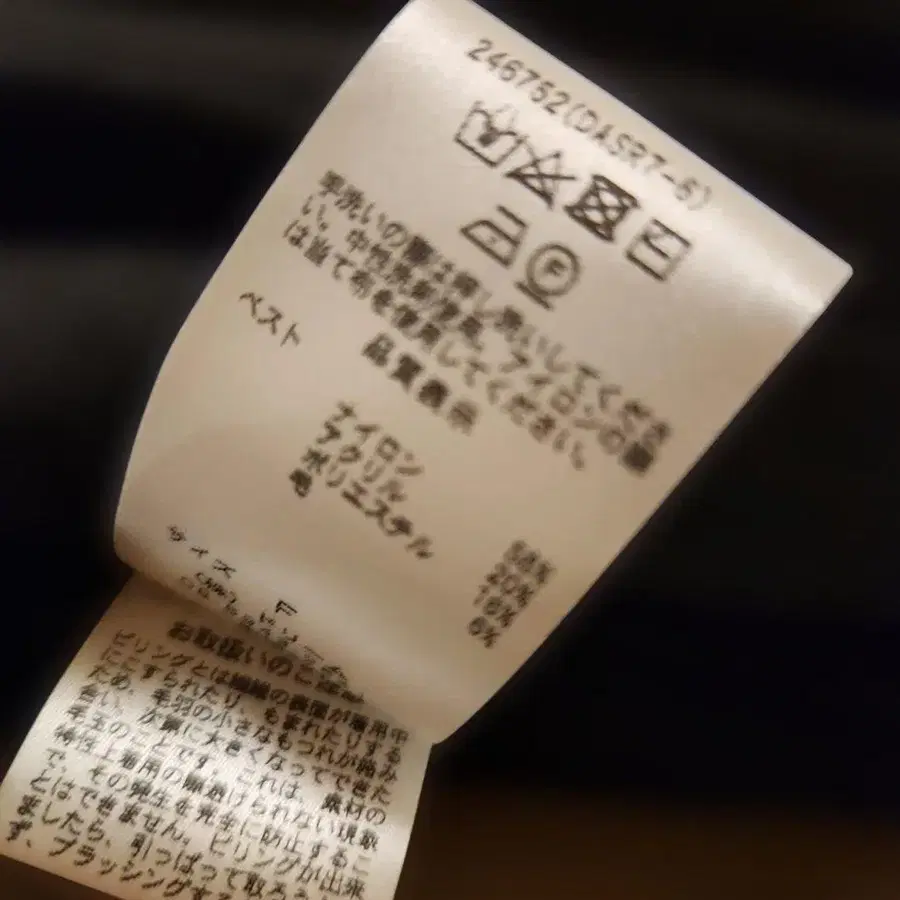 246752(DASR7-5)
F
手洗いの際は押し洗いしてくださ
い。中性洗剤使用。アイロンの際
は当て布を使用してください。
ベスト
品質表示
ナイロン
アクリル 20%
ポリエステル 16%
毛 6%
サイズ F
お取扱いのご注意
ピリングとは繊維の表面が着用中
にこすられたり、もまれたりする
ため、毛羽の小さなもつれが絡み
合い、次第に大きくなってできた
毛玉のことです。これは、素材の
特性上着用の際避けられない現象
で、その発生を完全に防止するこ
とはできません。ピリングが出来
ましたら、引っぱって取
ず、ブラッシング